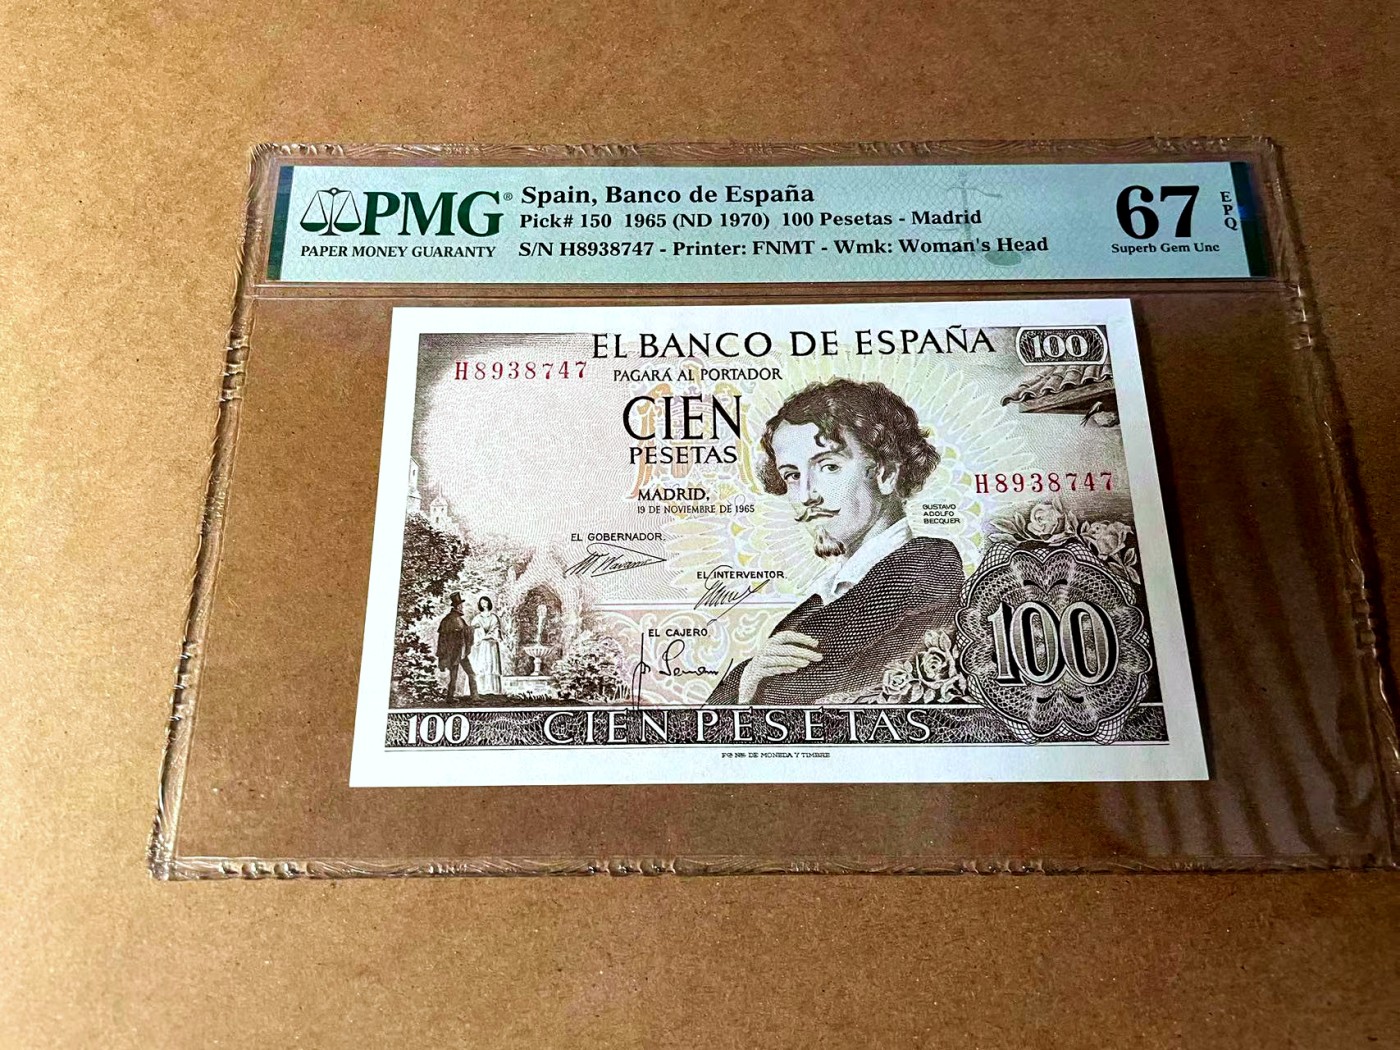 PMG®
PAPER MONEY GUARANTY
Spain, Banco de España
Pick# 150 1965 (ND 1970) 100 Pesetas - Madrid
S/N H8938747 - Printer: FNMT - Wmk: Woman's Head
67
EPQ
Superb Gem Unc
EL BANCO DE ESPAÑA
100
H8938747
PAGARÁ AL PORTADOR
CIEN
PESETAS
H8938747
MADRID,
19 DE NOVIEMBRE DE 1965
GUSTAVO
ADOLFO
BECQUER
EL GOBERNADOR,
EL INTERVENTOR
EL CAJERO
100
100
CIEN PESETAS
FCA NAL DE MONEDA Y TIMBRE